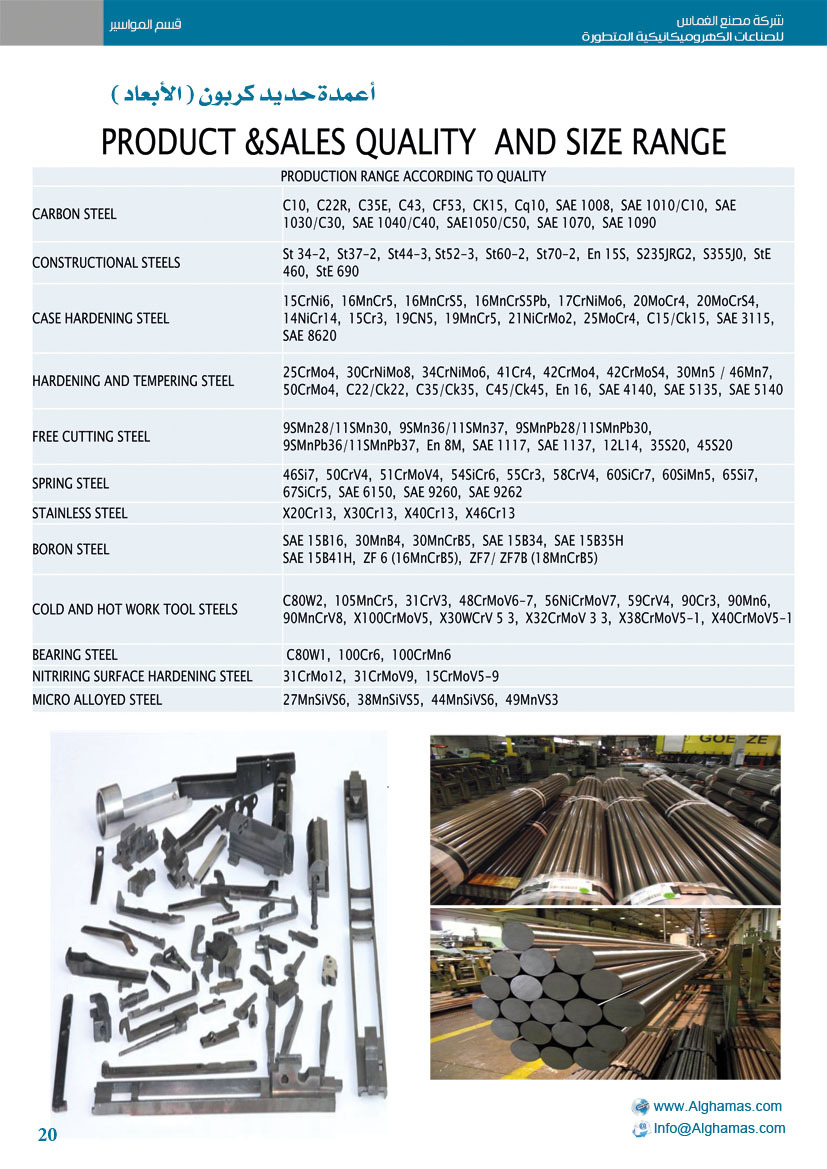 شركة مصنع الغماس
للصناعات الكهروميكانيكية المتطورة
قسم المواسير
أعمدة حديد كربون ( الأبعاد )
PRODUCT &SALES QUALITY AND SIZE RANGE
PRODUCTION RANGE ACCORDING TO QUALITY
CARBON STEEL
C10, C22R, C35E, C43, CF53, CK15, Cq10, SAE 1008, SAE 1010/C10, SAE
1030/C30, SAE 1040/C40, SAE1050/C50, SAE 1070, SAE 1090
CONSTRUCTIONAL STEELS
St 34-2, St37-2, St44-3, St52-3, St60-2, St70-2, En 15S, S235JRG2, S355J0, StE
460, StE 690
CASE HARDENING STEEL
15CrNi6, 16MnCr5, 16MnCrS5, 16MnCrS5Pb, 17CrNiMo6, 20MoCr4, 20MoCrS4,
14NiCr14, 15Cr3, 19CN5, 19MnCr5, 21NiCrMo2, 25MoCr4, C15/Ck15, SAE 3115,
SAE 8620
HARDENING AND TEMPERING STEEL
25CrMo4, 30CrNiMo8, 34CrNiMo6, 41Cr4, 42CrMo4, 42CrMoS4, 30Mn5 / 46Mn7,
50CrMo4, C22/Ck22, C35/Ck35, C45/Ck45, En 16, SAE 4140, SAE 5135, SAE 5140
FREE CUTTING STEEL
9SMn28/11SMn30, 9SMn36/11SMn37, 9SMnPb28/11SMnPb30,
9SMnPb36/11SMnPb37, En 8M, SAE 1117, SAE 1137, 12L14, 35S20, 45S20
SPRING STEEL
46Si7, 50CrV4, 51CrMoV4, 54SiCr6, 55Cr3, 58CrV4, 60SiCr7, 60SiMn5, 65Si7,
67SiCr5, SAE 6150, SAE 9260, SAE 9262
STAINLESS STEEL
X20Cr13, X30Cr13, X40Cr13, X46Cr13
BORON STEEL
SAE 15B16, 30MnB4, 30MnCrB5, SAE 15B34, SAE 15B35H
SAE 15B41H, ZF 6 (16MnCrB5), ZF7/ ZF7B (18MnCrB5)
COLD AND HOT WORK TOOL STEELS
C80W2, 105MnCr5, 31CrV3, 48CrMoV6-7, 56NiCrMoV7, 59CrV4, 90Cr3, 90Mn6,
90MnCrV8, X100CrMoV5, X30WCrV 5 3, X32CrMoV 3 3, X38CrMoV5-1, X40CrMoV5-1
BEARING STEEL
C80W1, 100Cr6, 100CrMn6
NITRIRING SURFACE HARDENING STEEL
31CrMo12, 31CrMoV9, 15CrMoV5-9
MICRO ALLOYED STEEL
27MnSiVS6, 38MnSiVS5, 44MnSiVS6, 49MnVS3
www.Alghamas.com
Info@Alghamas.com
20